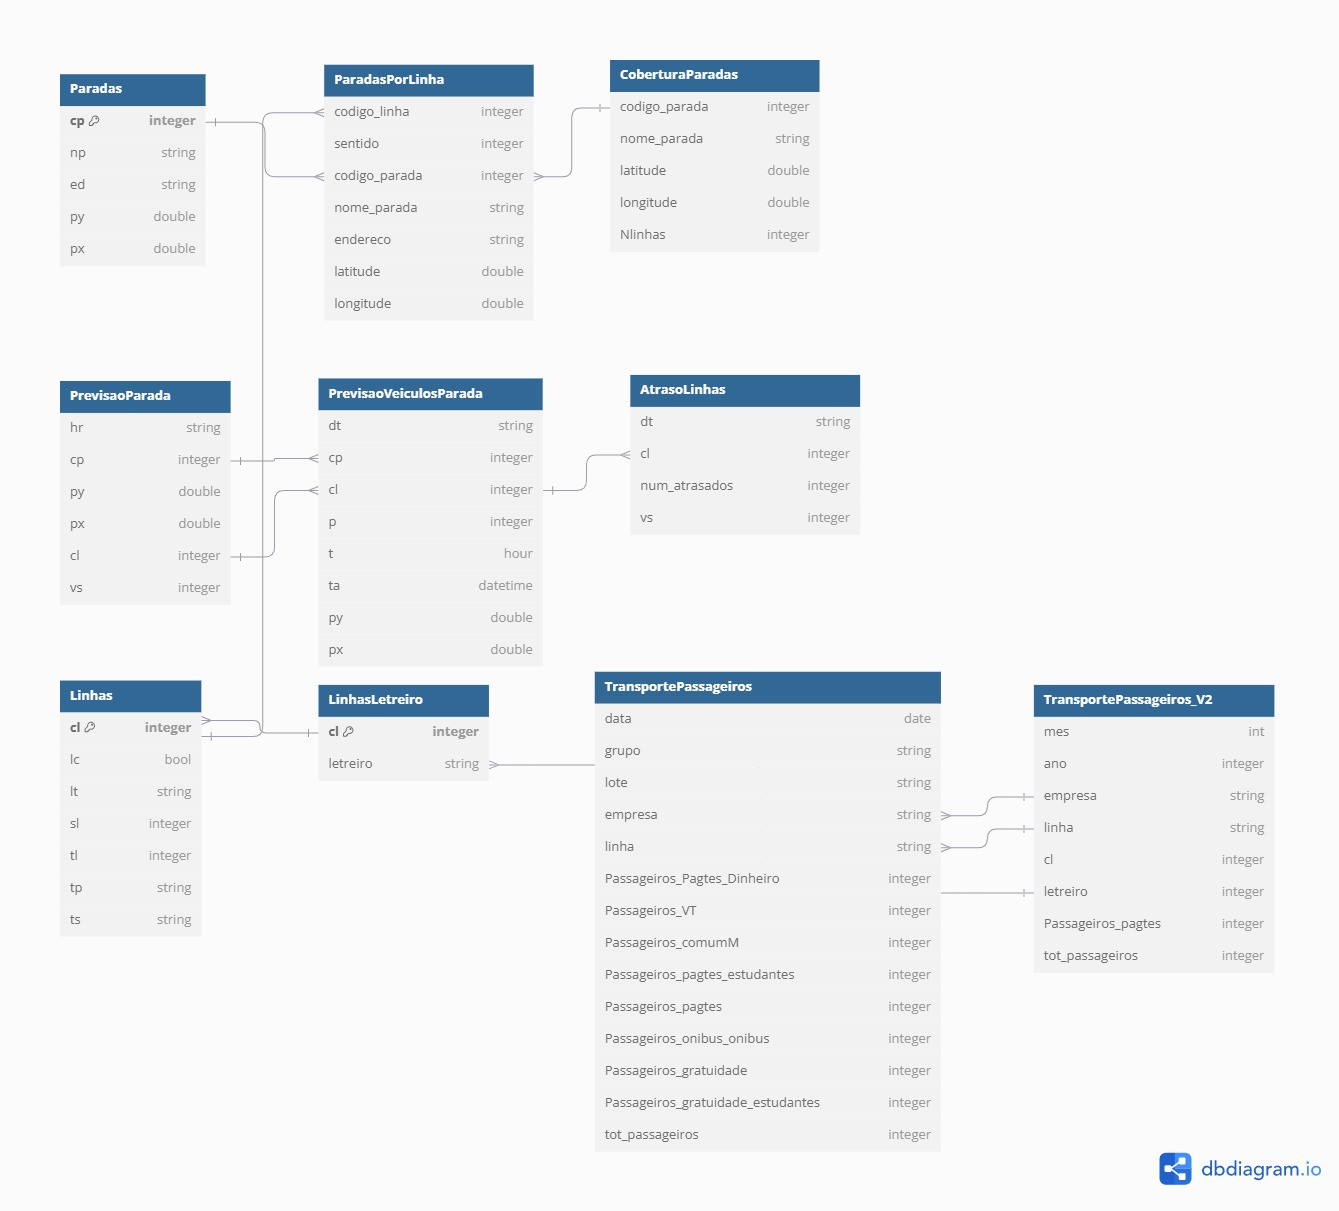 Paradas
cp integer
np string
ed string
py double
px double
ParadasPorLinha
codigo_linha integer
sentido integer
codigo_parada integer
nome_parada string
endereco string
latitude double
longitude double
CoberturaParadas
codigo_parada integer
nome_parada string
latitude double
longitude double
Nlinhas integer
PrevisaoParada
hr string
cp integer
py double
px double
cl integer
vs integer
PrevisaoVeiculosParada
dt string
cp integer
cl integer
p integer
t hour
ta datetime
py double
px double
AtrasoLinhas
dt string
cl integer
num_atrasados integer
vs integer
Linhas
cl integer
lc bool
lt string
sl integer
tl integer
tp string
ts string
LinhasLetreiro
cl integer
letreiro string
TransportePassageiros
data date
grupo string
lote string
empresa string
linha string
Passageiros_Pagtes_Dinheiro integer
Passageiros_VT integer
Passageiros_comumM integer
Passageiros_pagtes_estudantes integer
Passageiros_pagtes integer
Passageiros_onibus_onibus integer
Passageiros_gratuidade integer
Passageiros_gratuidade_estudantes integer
tot_passageiros integer
TransportePassageiros_V2
mes int
ano integer
empresa string
linha string
cl integer
letreiro integer
Passageiros_pagtes integer
tot_passageiros integer
dbdiagram.io